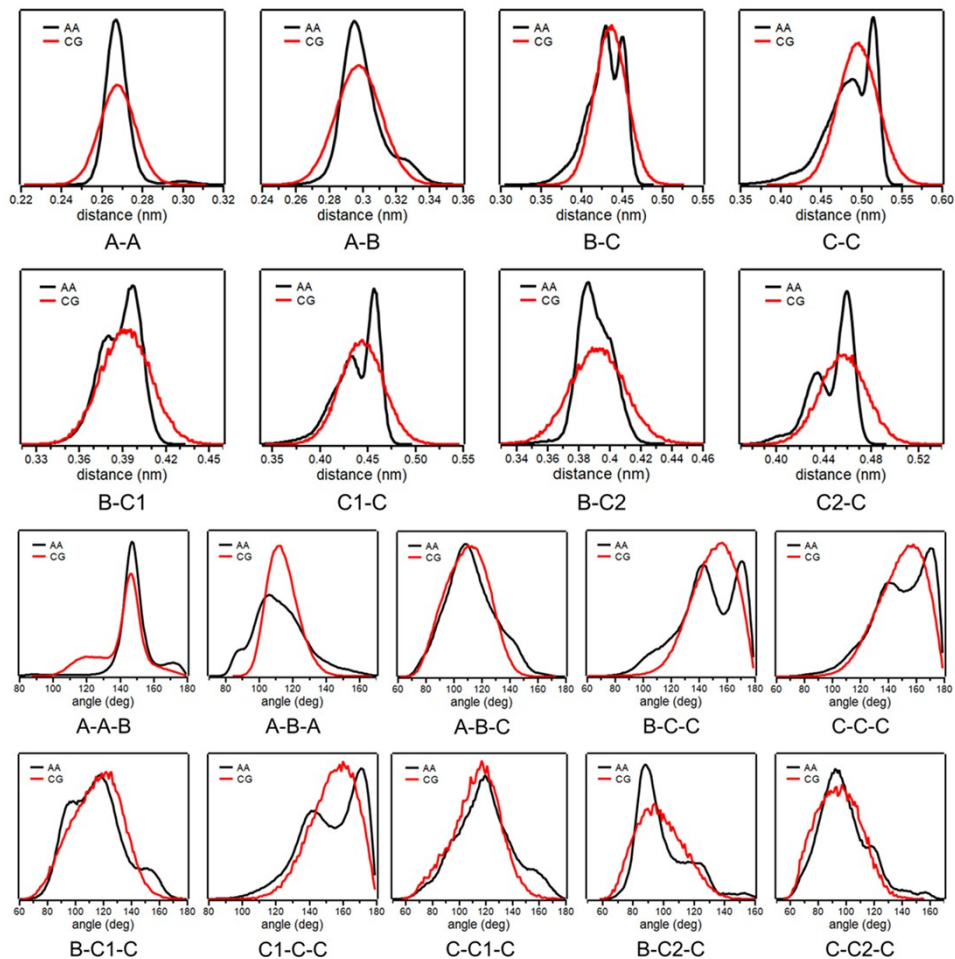 AA AA AA AA
CG CG CG CG
0.22 0.24 0.26 0.28 0.30 0.32 0.24 0.26 0.28 0.3 0.32 0.34 0.36 0.30 0.35 0.40 0.45 0.50 0.55 0.35 0.40 0.45 0.50 0.55 0.60
distance (nm) distance (nm) distance (nm) distance (nm)
A-A A-B B-C C-C
AA AA AA AA
CG CG CG CG
0.33 0.36 0.39 0.42 0.45 0.35 0.40 0.45 0.50 0.55 0.34 0.36 0.38 0.4 0.42 0.44 0.46 0.40 0.44 0.48 0.52
distance (nm) distance (nm) distance (nm) distance (nm)
B-C1 C1-C B-C2 C2-C
AA AA AA AA AA
CG CG CG CG CG
80 100 120 140 160 180 80 100 120 140 160 60 80 100 120 140 160 180 60 80 100 120 140 160 180 60 80 100 120 140 160 180
angle (deg) angle (deg) angle (deg) angle (deg) angle (deg)
A-A-B A-B-A A-B-C B-C-C C-C-C
AA AA AA AA AA
CG CG CG CG CG
60 80 100 120 140 160 180 80 100 120 140 160 180 60 80 100 120 140 160 180 60 80 100 120 140 160 60 80 100 120 140 160
angle (deg) angle (deg) angle (deg) angle (deg) angle (deg)
B-C1-C C1-C-C C-C1-C B-C2-C C-C2-C